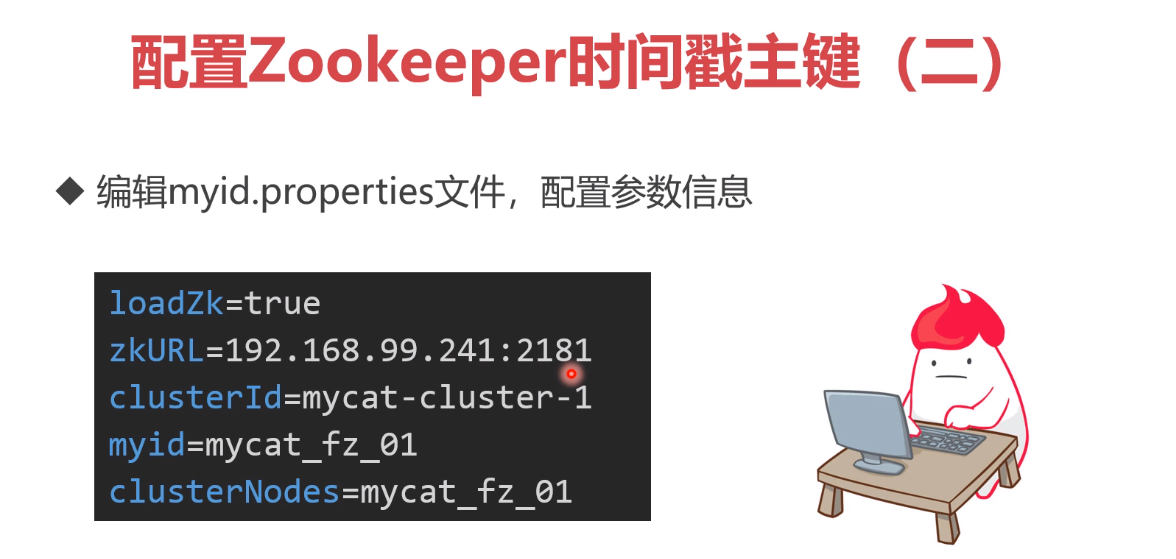 配置Zookeeper时间戳主键（二）
◆ 编辑myid.properties文件，配置参数信息
loadZk=true
zkURL=192.168.99.241:2181
clusterId=mycat-cluster-1
myid=mycat_fz_01
clusterNodes=mycat_fz_01